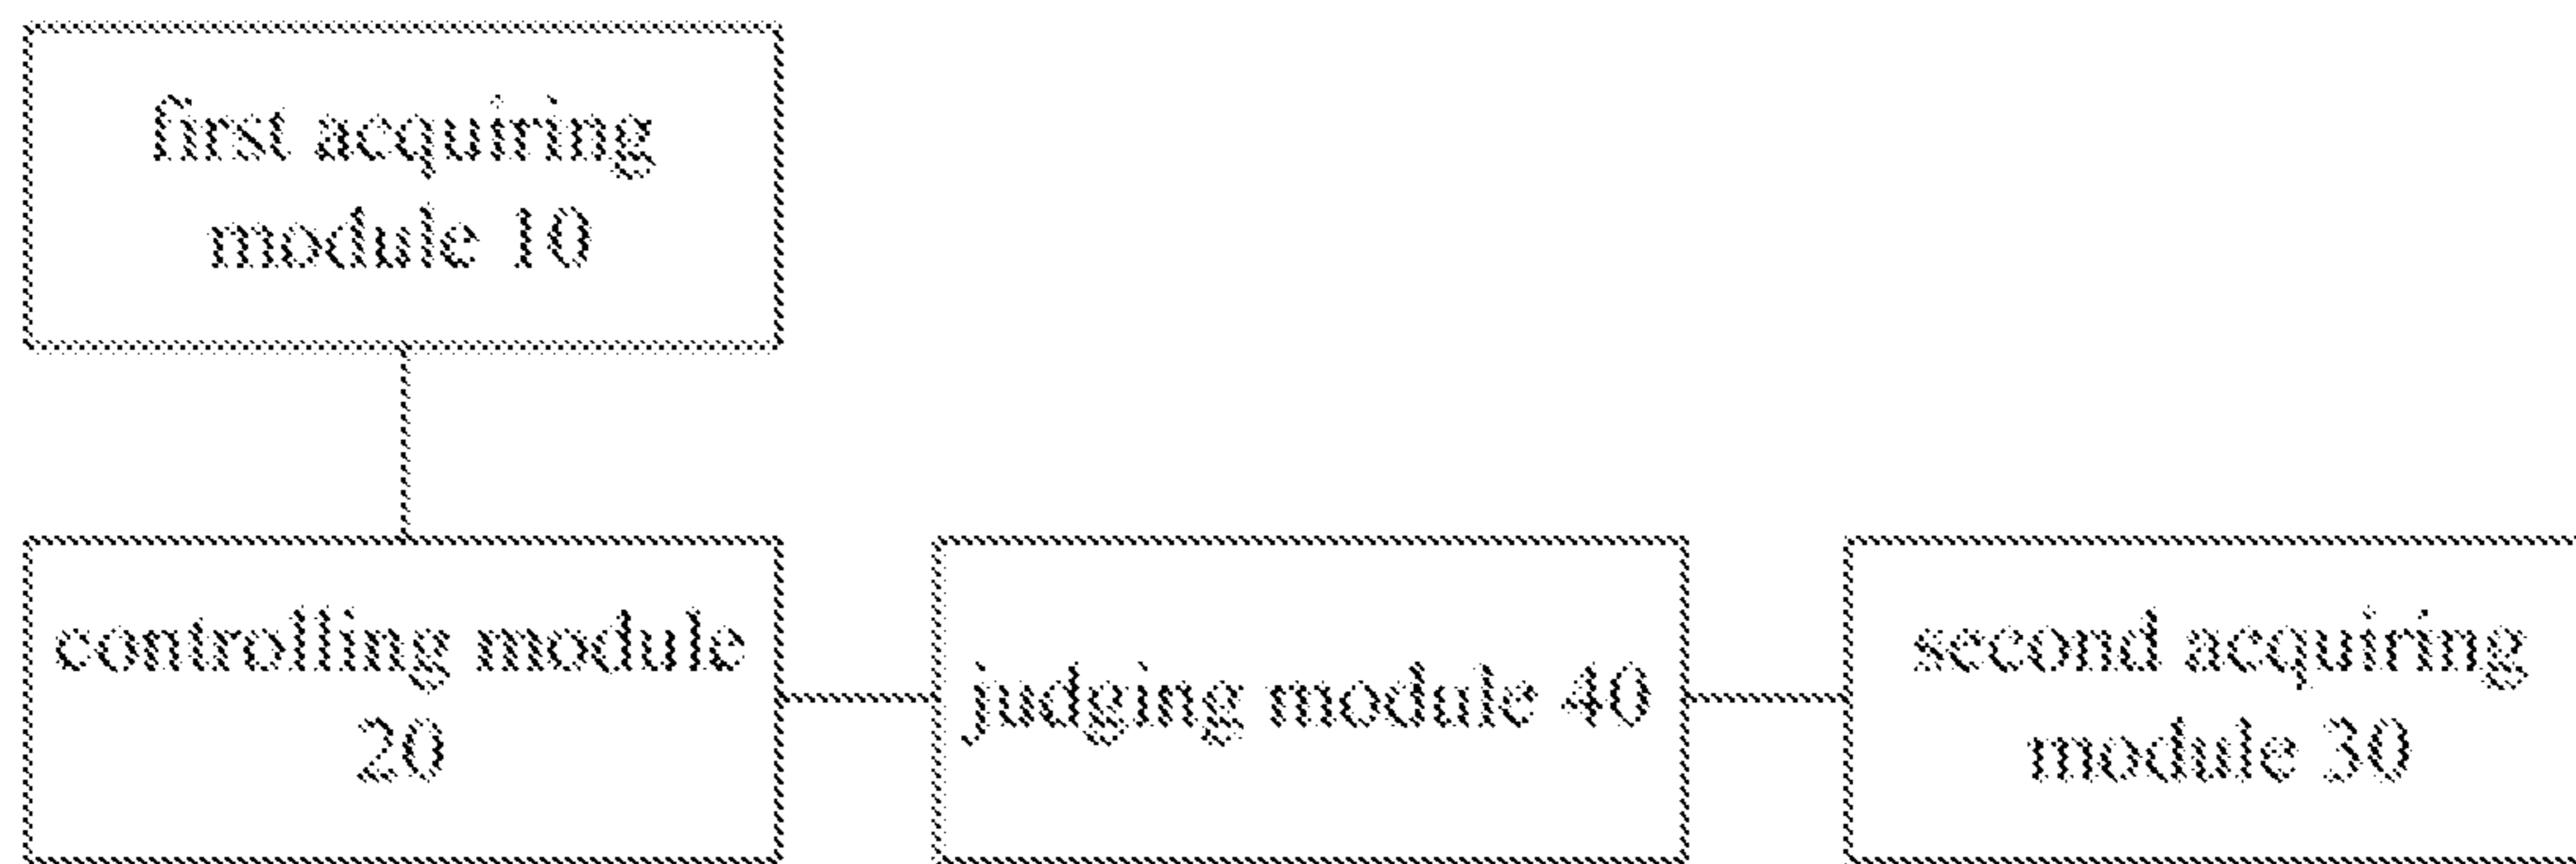 first acquiring
module 10
controlling module
20
judging module 40
second acquiring
module 30